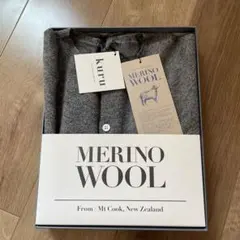 kuru
MERINO
WOOL
MERINO
WOOL
From : Mt Cook, New Zealand